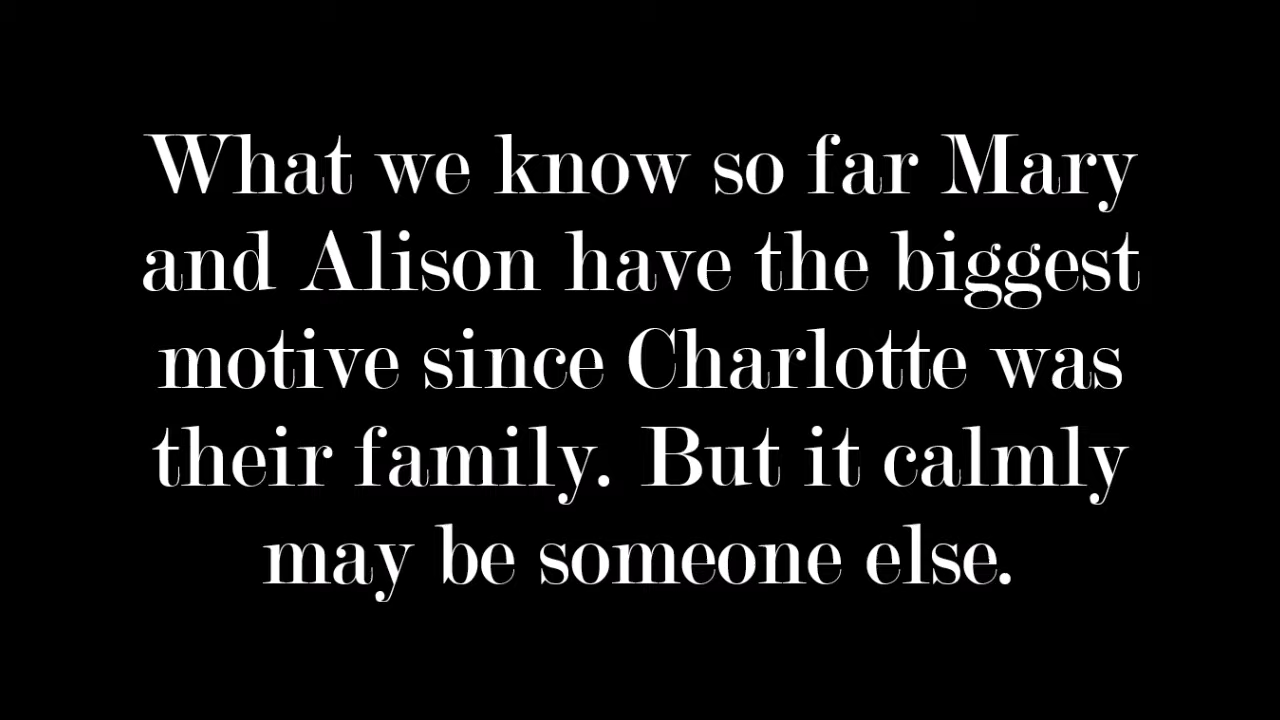 What we know so far Mary
and Alison have the biggest
motive since Charlotte was
their family. But it calmly
may be someone else.